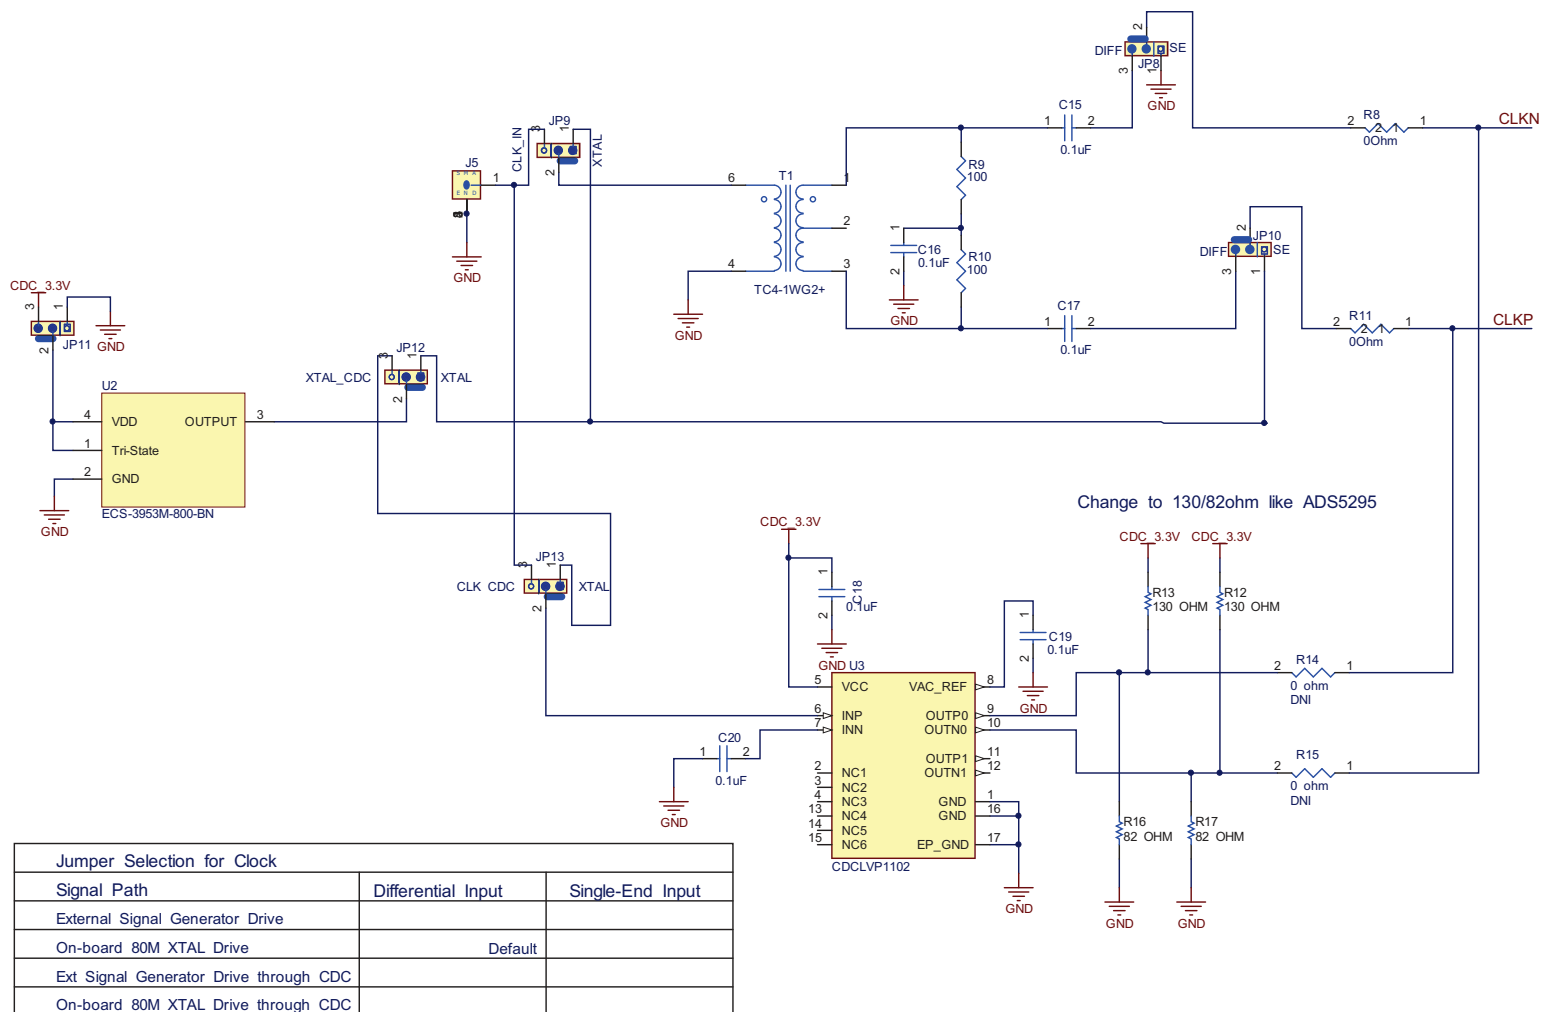 2
DIFF
SE
JP8
3
1
GND
C15
1
2
0.1uF
R8
2
2
1
1
0Ohm
CLKN
JP9
3
1
CLK_IN
XTAL
2
J5
S M A
E N D
1
GND
6
T1
1
2
4
3
TC4-1WG2+
GND
R9
100
1
C16
0.1uF
2
GND
R10
100
2
JP10
DIFF
SE
3
1
C17
1
2
0.1uF
R11
2
2
1
1
0Ohm
CLKP
CDC_3.3V
3
1
JP11
2
GND
JP12
3
1
XTAL_CDC
XTAL
2
U2
4
VDD
OUTPUT
3
1
Tri-State
2
GND
ECS-3953M-800-BN
GND
Change to 130/82ohm like ADS5295
CDC_3.3V
CDC_3.3V
CDC_3.3V
JP13
3
1
CLK CDC
XTAL
2
1
C18
0.1uF
2
GND
1
C19
0.1uF
2
GND
R13
130 OHM
R12
130 OHM
U3
5
VCC
VAC_REF
8
6
INP
OUTP0
9
7
INN
OUTN0
10
OUTP1
11
2
NC1
OUTN1
12
3
NC2
4
NC3
GND
1
13
NC4
GND
16
14
NC5
15
NC6
EP_GND
17
CDCLVP1102
GND
C20
1
2
0.1uF
GND
R14
2
1
0 ohm
DNI
R15
2
1
0 ohm
DNI
R16
82 OHM
R17
82 OHM
GND
GND
Jumper Selection for Clock
Signal Path
Differential Input
Single-End Input
External Signal Generator Drive
On-board 80M XTAL Drive
Default
Ext Signal Generator Drive through CDC
On-board 80M XTAL Drive through CDC